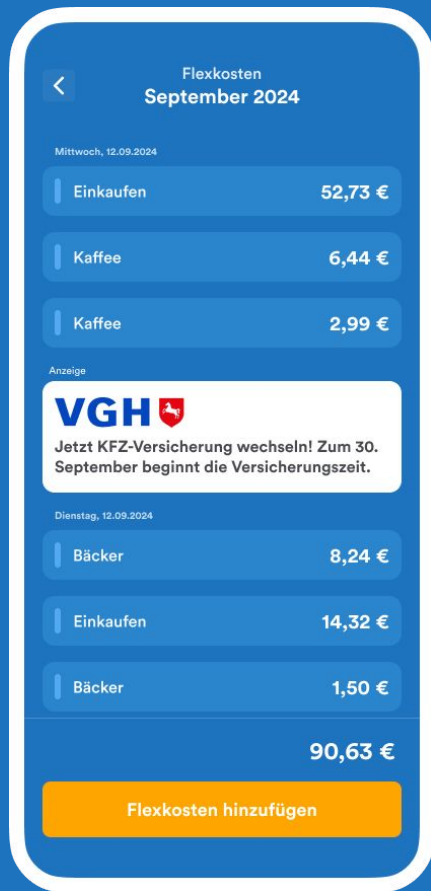 Flexkosten
September 2024
Mittwoch, 12.09.2024
Einkaufen 52,73 €
Kaffee 6,44 €
Kaffee 2,99 €
Anzeige
VGH
Jetzt KFZ-Versicherung wechseln! Zum 30.
September beginnt die Versicherungszeit.
Dienstag, 12.09.2024
Bäcker 8,24 €
Einkaufen 14,32 €
Bäcker 1,50 €
90,63 €
Flexkosten hinzufügen